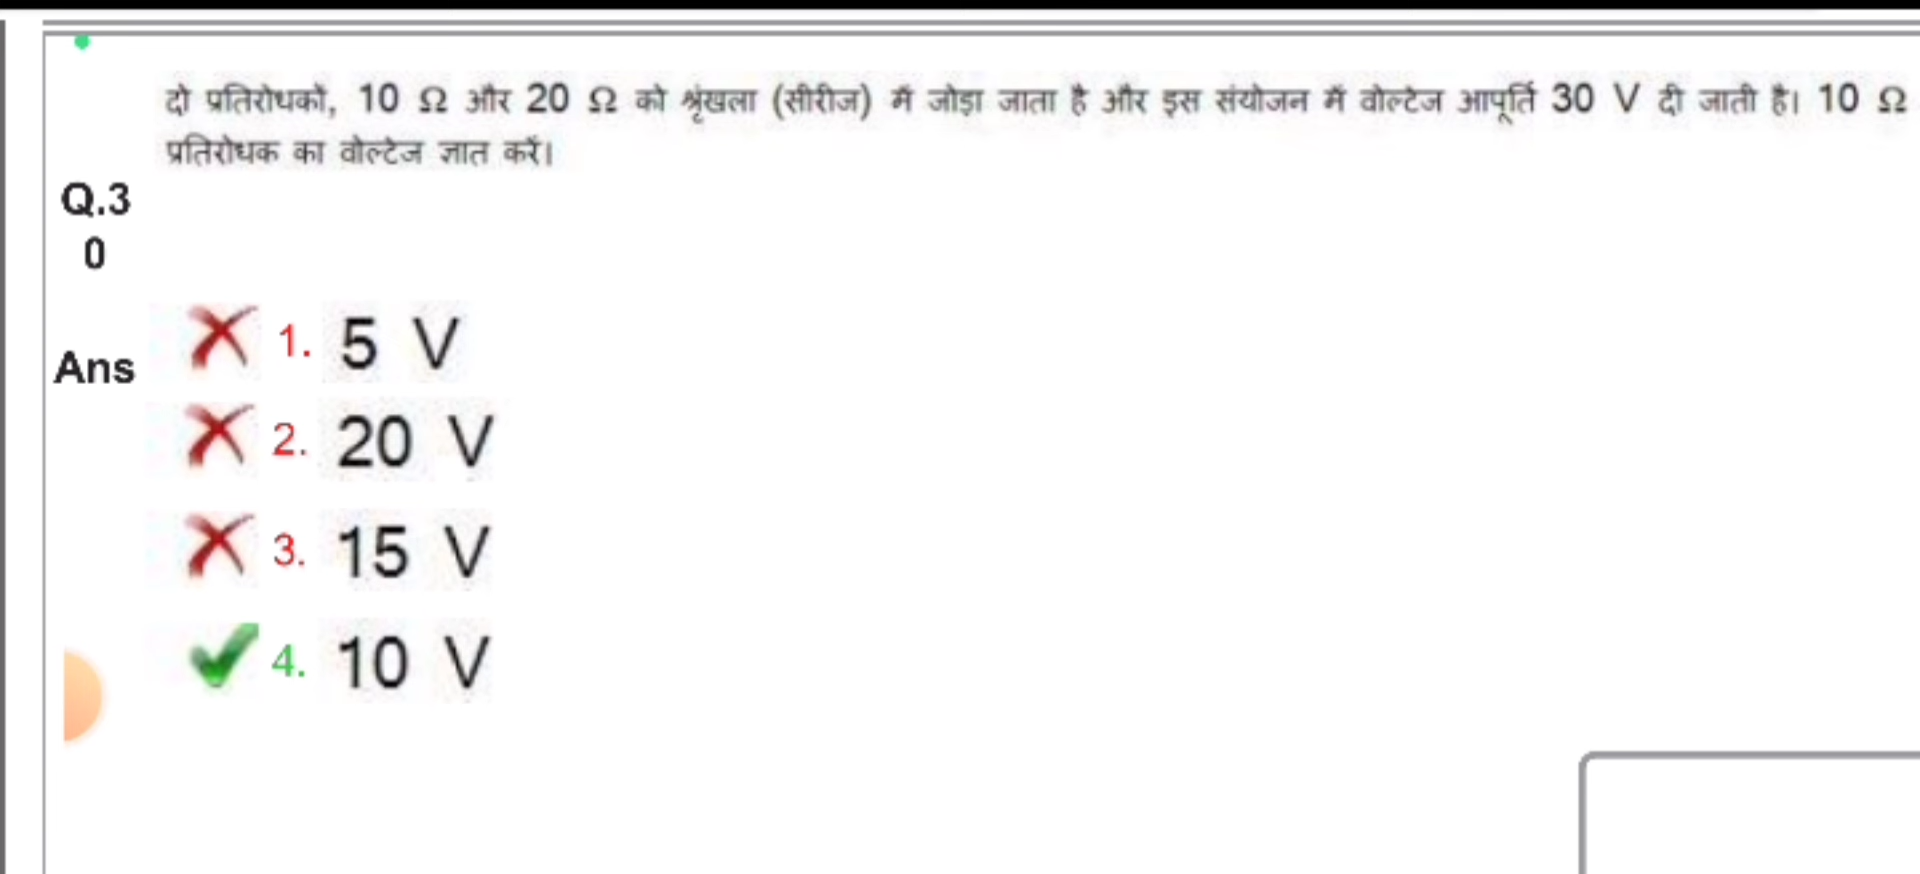 दो प्रतिरोधकों, 10 Ω और 20 Ω को श्रृंखला (सीरीज) में जोड़ा जाता है और इस संयोजन में वोल्टेज आपूर्ति 30 V दी जाती है। 10 Ω
प्रतिरोधक का वोल्टेज ज्ञात करें।
Q.3
0
Ans
1. 5 V
2. 20 V
3. 15 V
4. 10 V